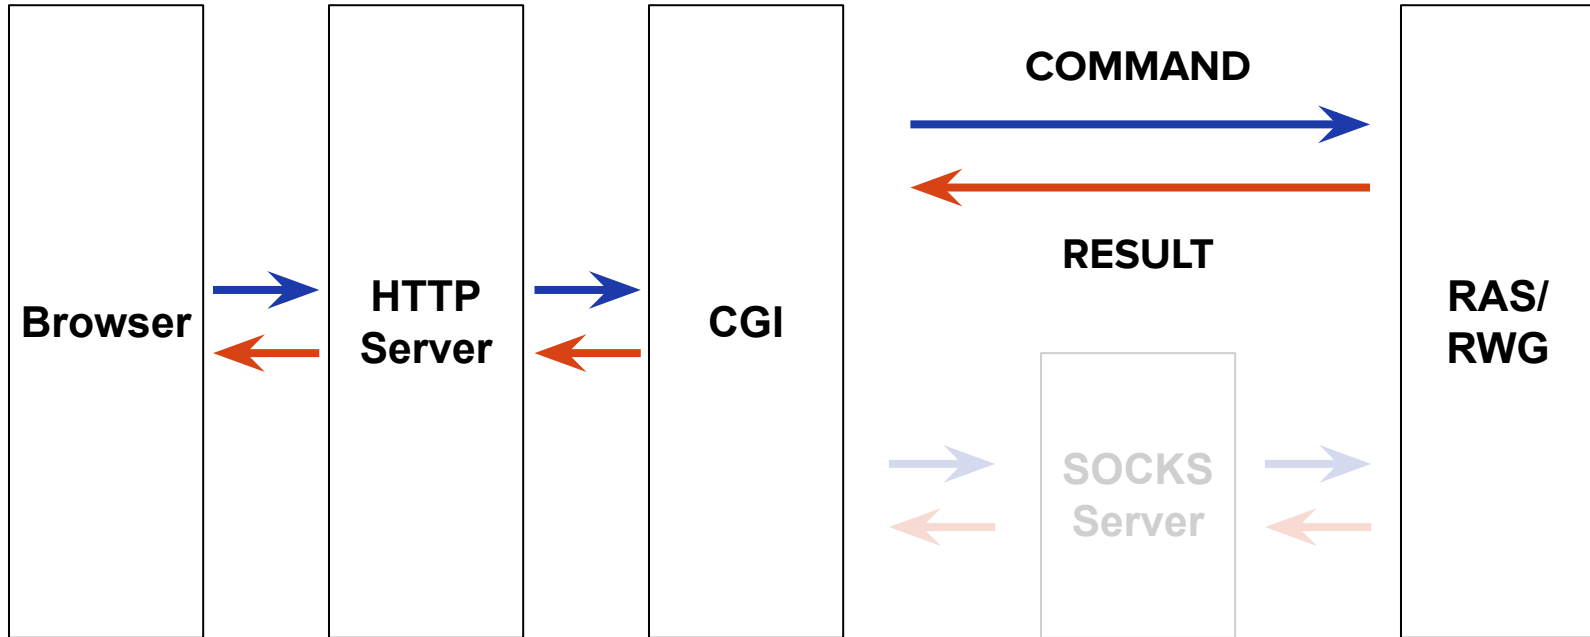 COMMAND
RESULT
Browser
HTTP
Server
CGI
RAS/
RWG
SOCKS
Server